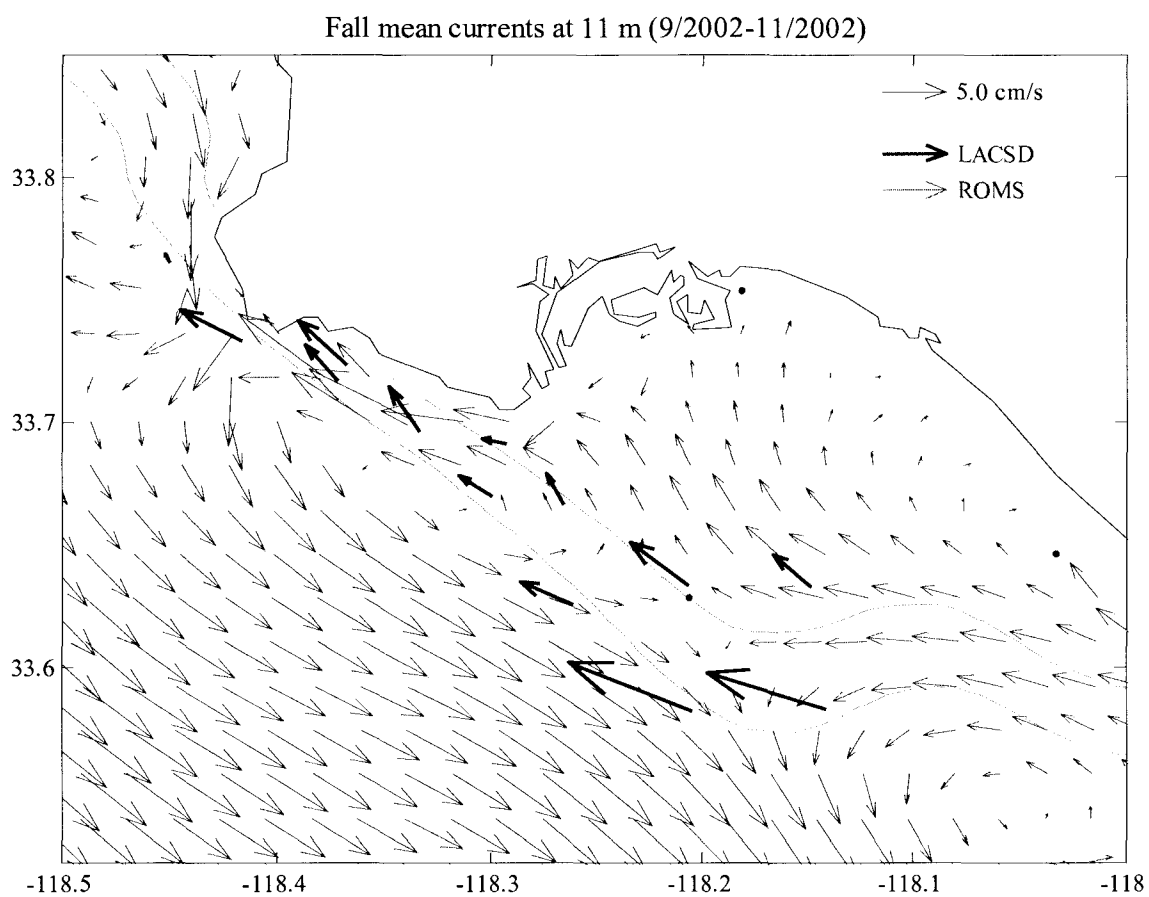 Fall mean currents at 11 m (9/2002-11/2002)
5.0 cm/s
LACSD
ROMS
33.8
33.7
33.6
-118.5
-118.4
-118.3
-118.2
-118.1
-118